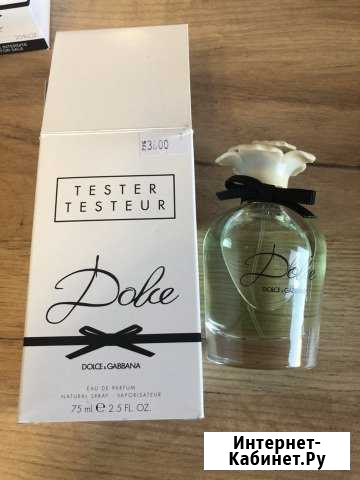 3600
TESTER
TESTEUR
Dolce
DOLCE & GABBANA
EAU DE PARFUM
NATURAL SPRAY - VAPORISATEUR
75 ml ℮ 2.5 FL. OZ.
Dolce
DOLCE & GABBANA
Интернет-
Кабинет.Ру